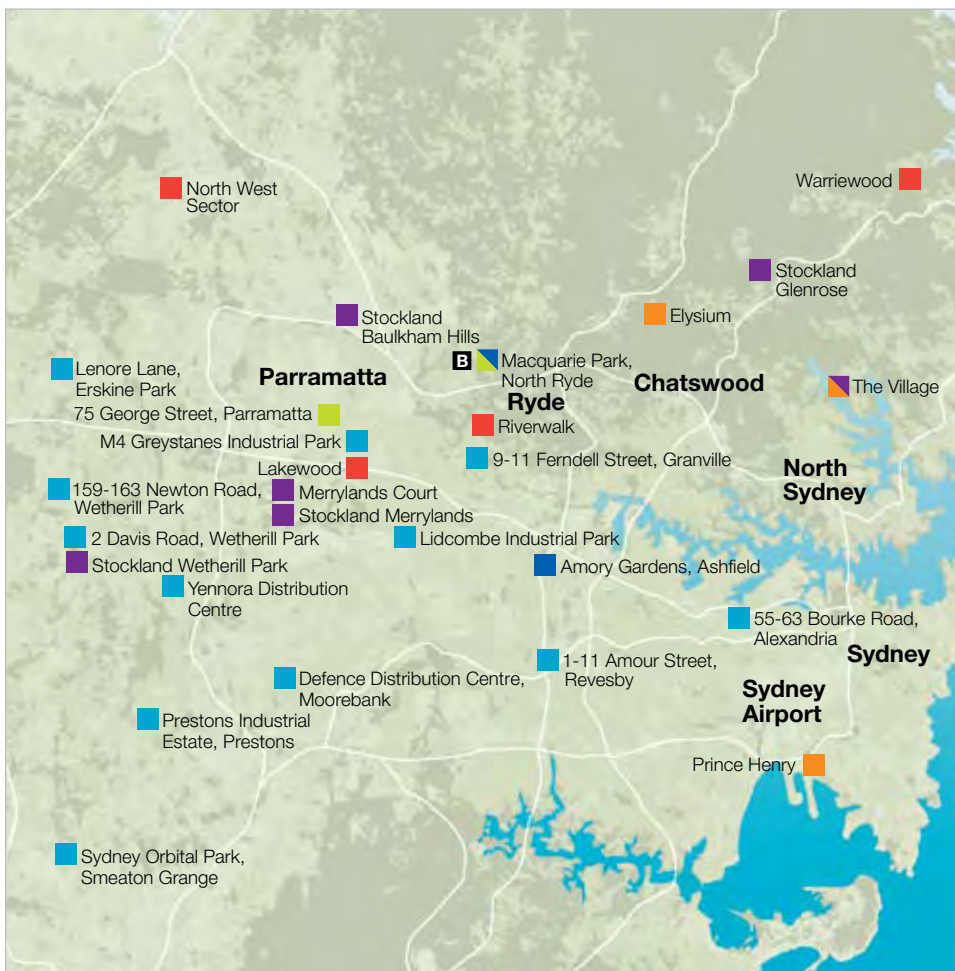 Warriewood
North West
Sector
Stockland
Glenrose
Elysium
Stockland
Baulkham Hills
B
Macquarie Park,
North Ryde
Lenore Lane,
Erskine Park
Parramatta
Chatswood
The Village
Ryde
75 George Street, Parramatta
Riverwalk
M4 Greystanes Industrial Park
9-11 Ferndell Street, Granville
Lakewood
North
Sydney
159-163 Newton Road,
Wetherill Park
Merrylands Court
Stockland Merrylands
2 Davis Road, Wetherill Park
Lidcombe Industrial Park
Stockland Wetherill Park
Amory Gardens, Ashfield
Yennora Distribution
Centre
55-63 Bourke Road,
Alexandria
Sydney
1-11 Amour Street,
Revesby
Defence Distribution Centre,
Moorebank
Sydney
Airport
Prestons Industrial
Estate, Prestons
Prince Henry
Sydney Orbital Park,
Smeaton Grange